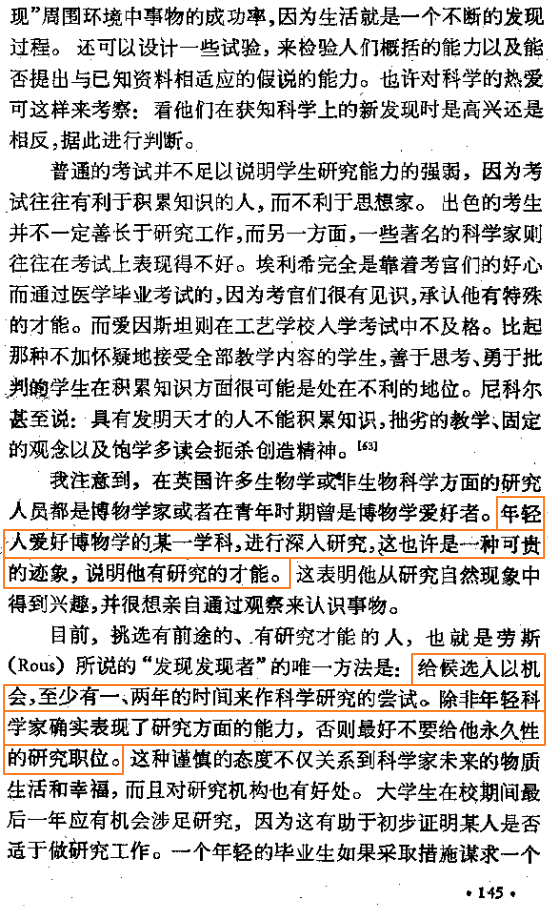 现”周围环境中事物的成功率,因为生活就是一个不断的发现
过程。 还可以设计一些试验, 来检验人们概括的能力以及能
否提出与已知资料相适应的假说的能力。也许对科学的热爱
可这样来考察: 看他们在获知科学上的新发现时是高兴还是
相反,据此进行判断。
普通的考试并不足以说明学生研究能力的强弱, 因为考
试往往有利于积累知识的人, 而不利于思想家。 出色的考生
并不一定善长于研究工作,而另一方面,一些著名的科学家则
往往在考试上表现得不好。埃利希完全是靠着考官们的好心
而通过医学毕业考试的,因为考官们很有见识,承认他有特殊
的才能。而爱因斯坦则在工艺学校入学考试中不及格。比起
那种不加怀疑地接受全部教学内容的学生,善于思考、勇于批
判的学生在积累知识方面很可能是处在不利的地位。尼科尔
甚至说: 具有发明天才的人不能积累知识,拙劣的教学、固定
的观念以及饱学多读会扼杀创造精神。[63]
我注意到, 在英国许多生物学或非生物科学方面的研究
人员都是博物学家或者在青年时期曾是博物学爱好者。年轻
人爱好博物学的某一学科,进行深入研究,这也许是一种可贵
的迹象, 说明他有研究的才能。 这表明他从研究自然现象中
得到兴趣,并很想亲自通过观察来认识事物。
目前, 挑选有前途的、有研究才能的人, 也就是劳斯
(Rous) 所说的“发现发现者”的唯一方法是: 给候选人以机
会,至少有一、两年的时间来作科学研究的尝试。除非年轻科
学家确实表现了研究方面的能力, 否则最好不要给他永久性
的研究职位。这种谨慎的态度不仅关系到科学家未来的物质
生活和幸福, 而且对研究机构也有好处。 大学生在校期间最
后一年应有机会涉足研究, 因为这有助于初步证明某人是否
适于做研究工作。一个年轻的毕业生如果采取措施谋求一个
• 145 •